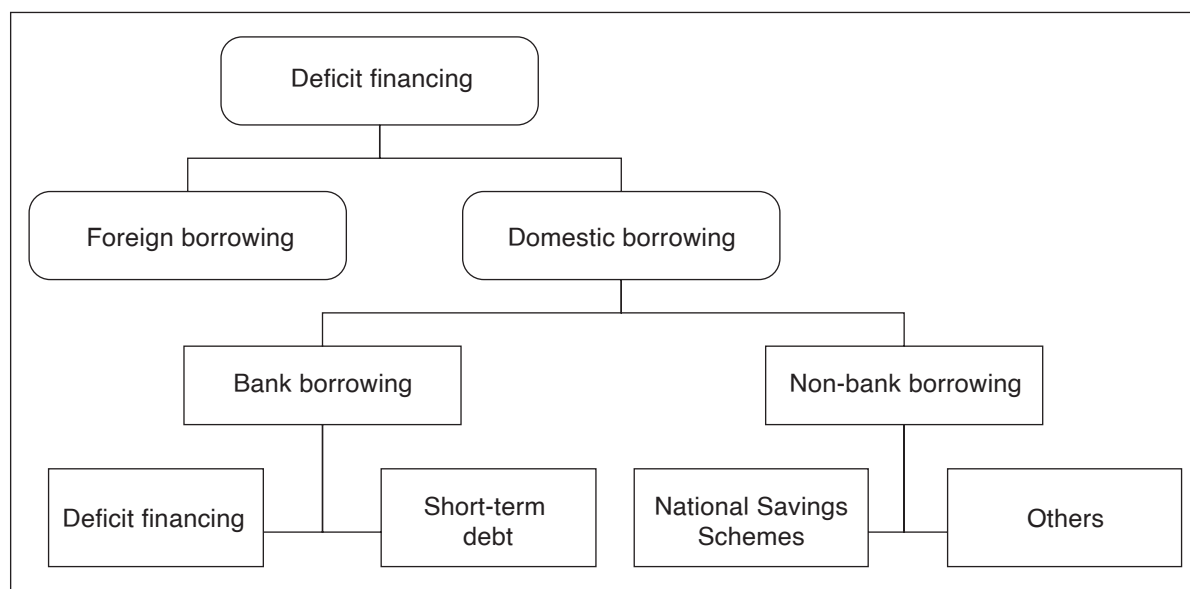 Deficit financing
Foreign borrowing
Domestic borrowing
Bank borrowing
Non-bank borrowing
Deficit financing
Short-term
debt
National Savings
Schemes
Others